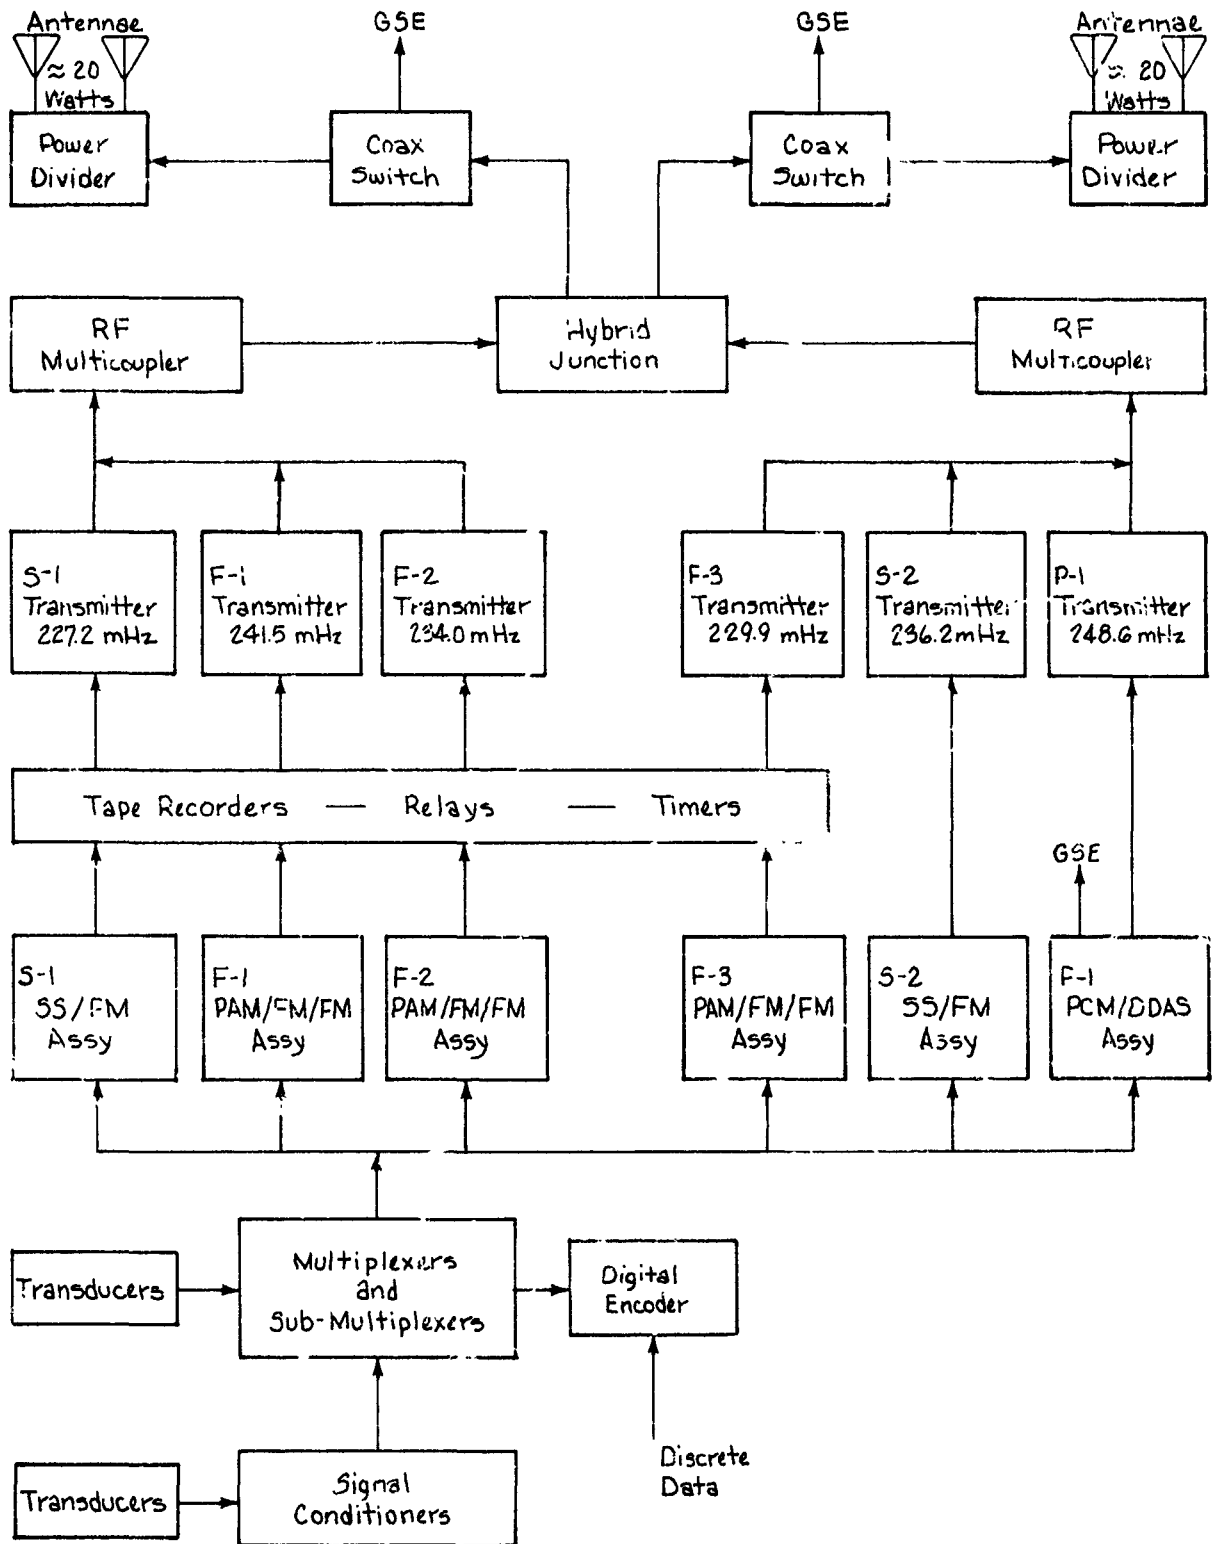 Antennae
GSE
GSE
Antennae
≈ 20
Watts
≈ 20
Watts
Power
Divider
Coax
Switch
Coax
Switch
Power
Divider
RF
Multicoupler
Hybrid
Junction
RF
Multicoupler
S-1
Transmitter
227.2 mHz
F-1
Transmitter
241.5 mHz
F-2
Transmitter
234.0 mHz
F-3
Transmitter
229.9 mHz
S-2
Transmitter
236.2 mHz
P-1
Transmitter
248.6 mHz
Tape Recorders — Relays — Timers
GSE
S-1
SS/FM
Assy
F-1
PAM/FM/FM
Assy
F-2
PAM/FM/FM
Assy
F-3
PAM/FM/FM
Assy
S-2
SS/FM
Assy
F-1
PCM/DDAS
Assy
Transducers
Multiplexers
and
Sub-Multiplexers
Digital
Encoder
Discrete
Data
Transducers
Signal
Conditioners